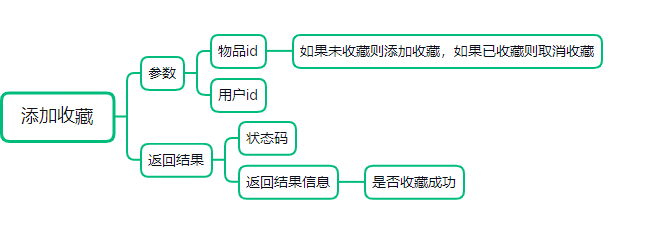 添加收藏
参数
物品id
如果未收藏则添加收藏，如果已收藏则取消收藏
用户id
返回结果
状态码
返回结果信息
是否收藏成功